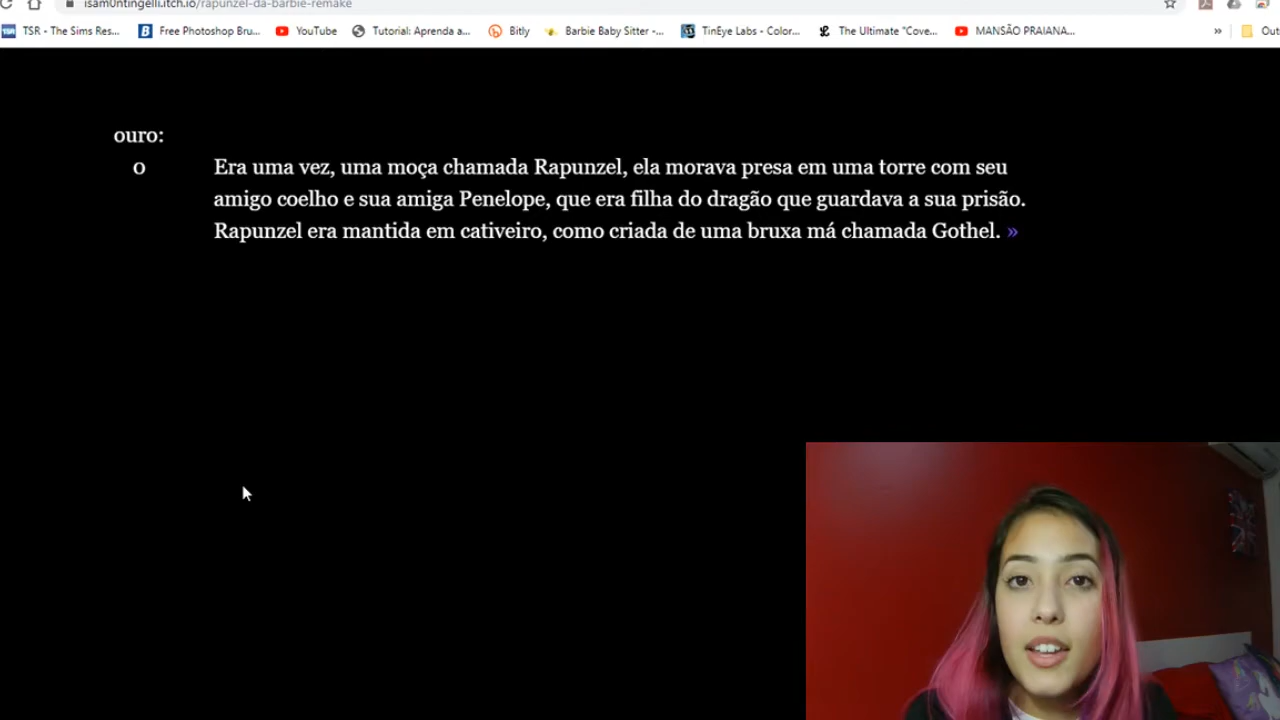 isam0ntingelli.itch.io/rapunzel-da-barbie-remake
TSR - The Sims Res... Free Photoshop Bru... YouTube Tutorial: Aprenda a... Bitly Barbie Baby Sitter -... TinEye Labs - Color... The Ultimate "Cove... MANSÃO PRAIANA... » Out
ouro:
0 Era uma vez, uma moça chamada Rapunzel, ela morava presa em uma torre com seu
amigo coelho e sua amiga Penelope, que era filha do dragão que guardava a sua prisão.
Rapunzel era mantida em cativeiro, como criada de uma bruxa má chamada Gothel. »